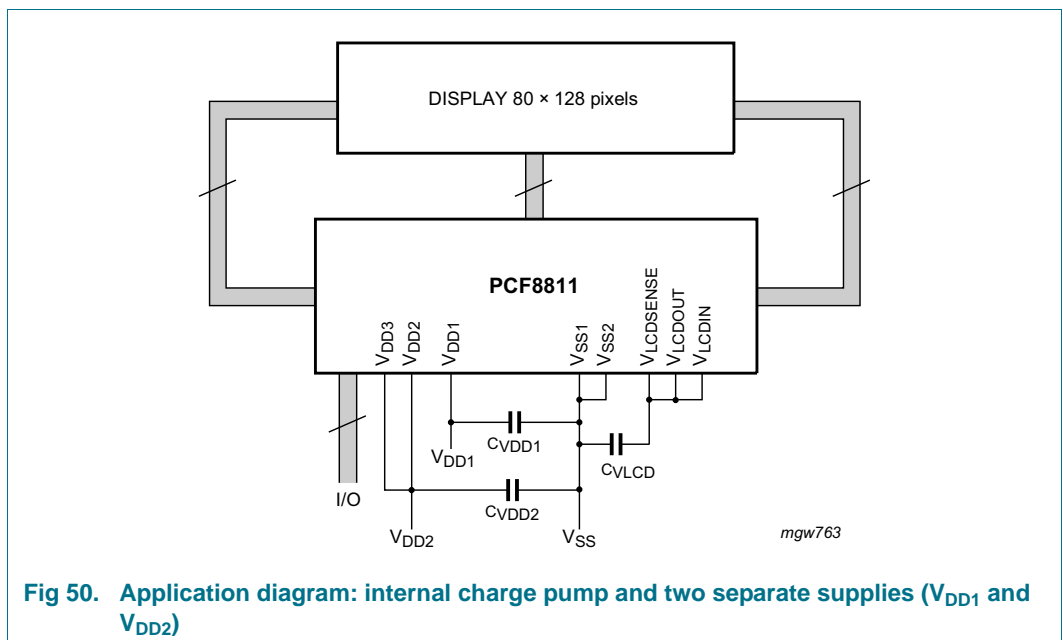 DISPLAY 80 × 128 pixels
PCF8811
VDD3
VDD2
VDD1
VSS1
VSS2
VLCDSENSE
VLCDOUT
VLCDIN
CVDD1
VDD1
CVLCD
I/O
CVDD2
VDD2
VSS
mgw763
Fig 50. Application diagram: internal charge pump and two separate supplies (VDD1 and
VDD2)